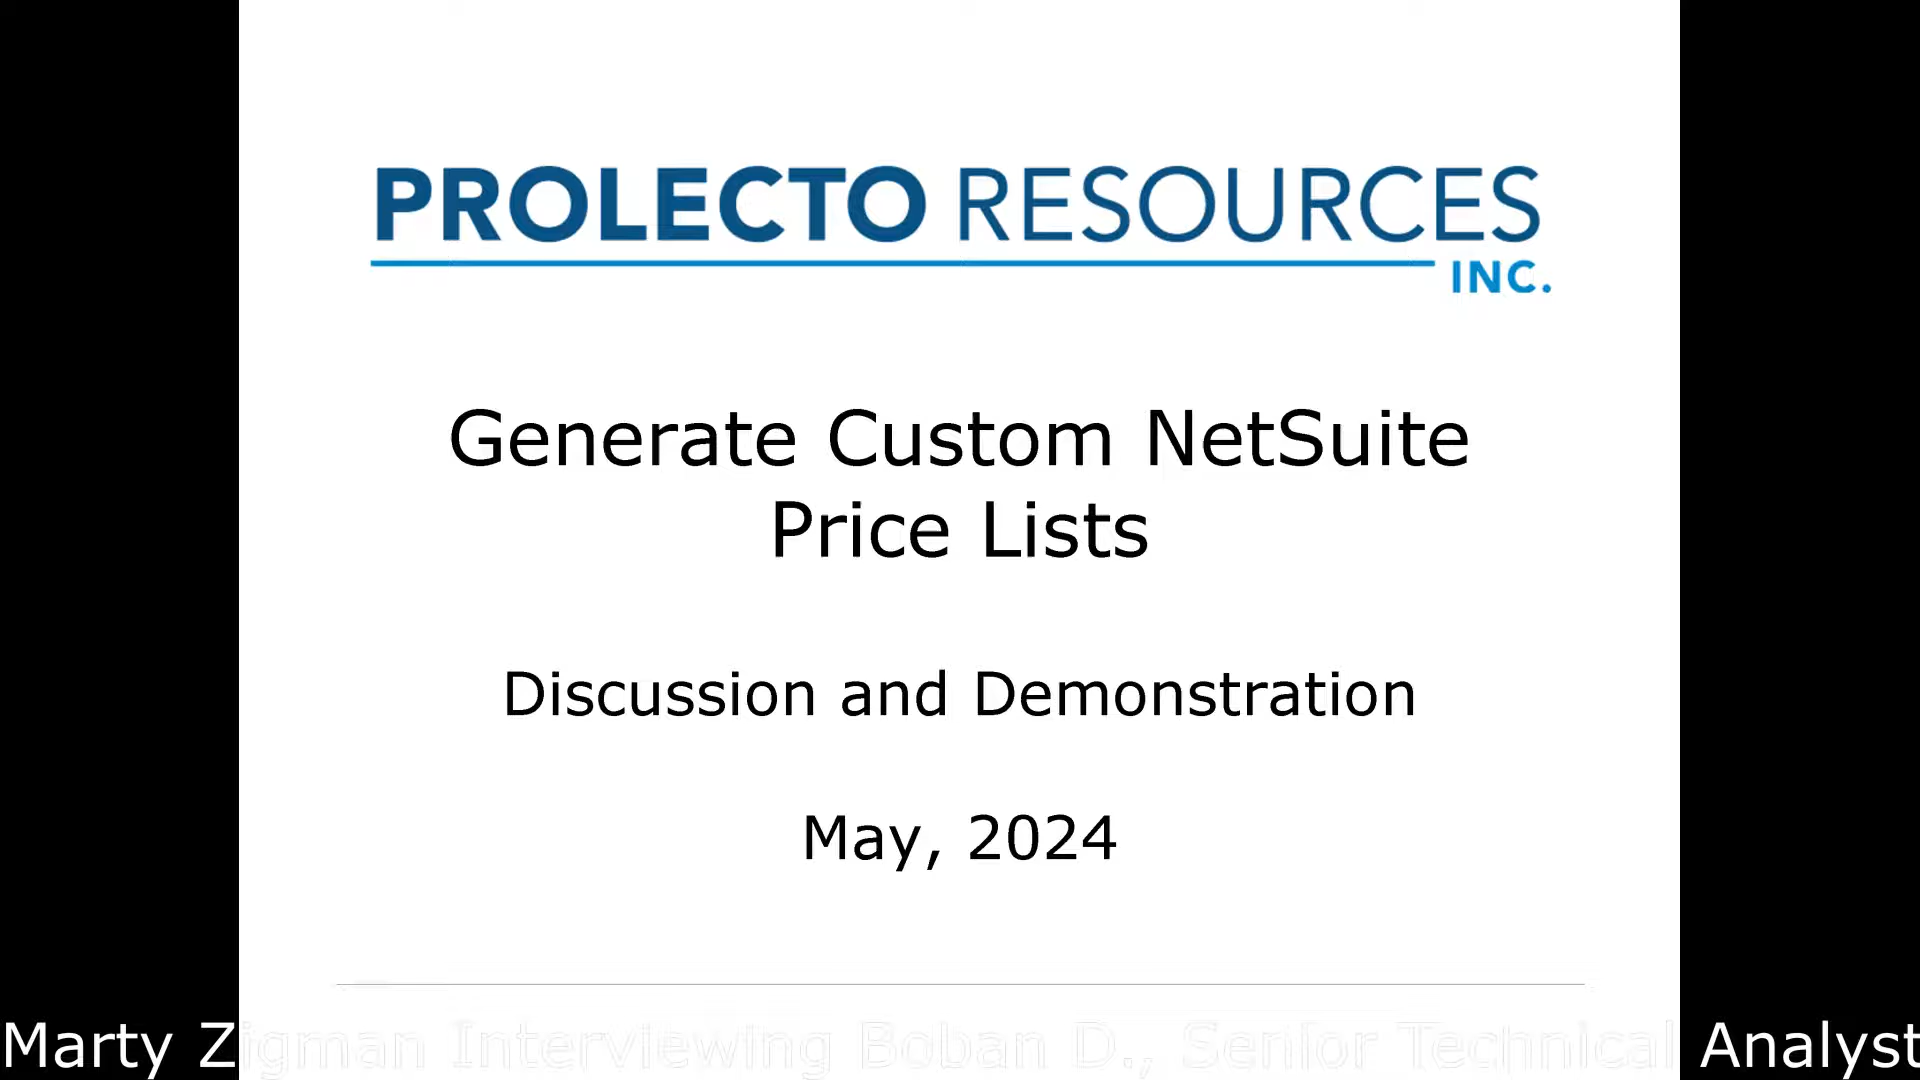 PROLECTO RESOURCES
INC.
Generate Custom NetSuite
Price Lists
Discussion and Demonstration
May, 2024
Marty Zigman Interviewing Boban D., Senior Technical Analyst